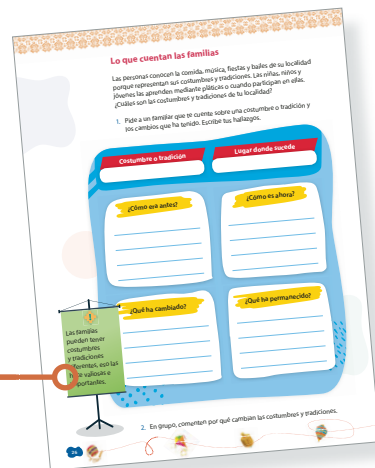 Lo que cuentan las familias
Las personas conocen la comida, música, fiestas y bailes de su localidad
porque representan sus costumbres y tradiciones. Las niñas, niños y
jóvenes las aprenden mediante pláticas o cuando participan en ellas.
¿Cuáles son las costumbres y tradiciones de tu localidad?
1. Pide a un familiar que te cuente sobre una costumbre o tradición y
los cambios que ha tenido. Escribe tus hallazgos.
Costumbre o tradición
Lugar donde sucede
¿Cómo era antes?
¿Cómo es ahora?
¿Qué ha cambiado?
¿Qué ha permanecido?
Las familias
pueden tener
costumbres
y tradiciones
diferentes, eso las
hace valiosas e
importantes.
2. En grupo, comenten por qué cambian las costumbres y tradiciones.
26